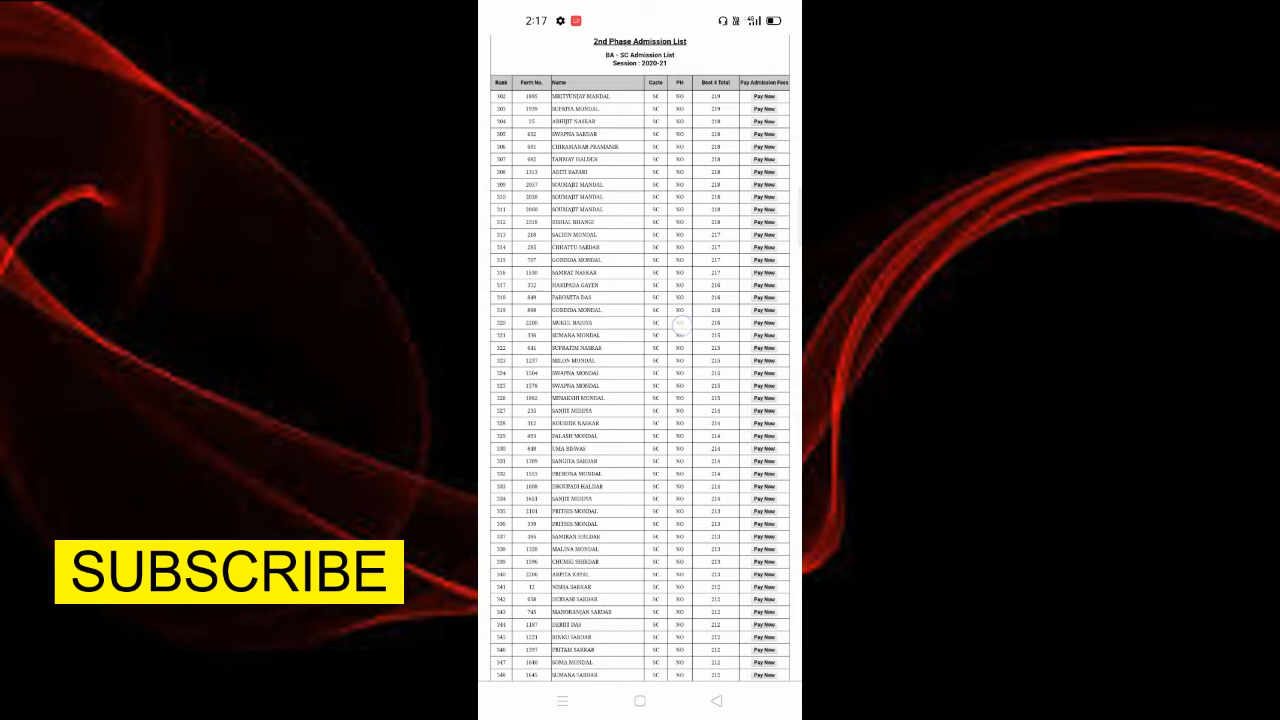 2:17
2nd Phase Admission List
BA - SC Admission List
Session : 2020-21
Rank Form No. Name Caste PH Best 4 Total Pay Admission Fees
302 1895 MRITYUNJAY MANDAL SC NO 219 Pay Now
303 1939 SUPRIYA MONDAL SC NO 219 Pay Now
304 25 ABHIJIT NASKAR SC NO 218 Pay Now
305 632 SWAPNA SARDAR SC NO 218 Pay Now
306 681 CHIRAMANAB PRAMANIK SC NO 218 Pay Now
307 682 TANMAY HALDER SC NO 218 Pay Now
308 1313 ADITI BAPARI SC NO 218 Pay Now
309 2057 SOUMAJIT MANDAL SC NO 218 Pay Now
310 2058 SOUMAJIT MANDAL SC NO 218 Pay Now
311 2060 SOUMAJIT MANDAL SC NO 218 Pay Now
312 2318 BISHAL BHANGI SC NO 218 Pay Now
313 218 SACHIN MONDAL SC NO 217 Pay Now
314 285 CHHATTU SARDAR SC NO 217 Pay Now
315 707 GOBINDA MONDAL SC NO 217 Pay Now
316 1530 SAMRAT NASKAR SC NO 217 Pay Now
317 352 HARIPADA GAYEN SC NO 216 Pay Now
318 849 PAROMITA DAS SC NO 216 Pay Now
319 898 GOBINDA MONDAL SC NO 216 Pay Now
320 2200 MUKUL BAIDYA SC NO 216 Pay Now
321 336 SUMANA MONDAL SC NO 215 Pay Now
322 641 SUPRATIM NASKAR SC NO 215 Pay Now
323 1237 MILON MONDAL SC NO 215 Pay Now
324 1504 SWAPNA MONDAL SC NO 215 Pay Now
325 1578 SWAPNA MONDAL SC NO 215 Pay Now
326 1862 MINAKSHI MONDAL SC NO 215 Pay Now
327 235 SANJIT MIDDYA SC NO 214 Pay Now
328 312 KOUSHIK NASKAR SC NO 214 Pay Now
329 453 PALASH MONDAL SC NO 214 Pay Now
330 848 UMA BISWAS SC NO 214 Pay Now
331 1309 SANGITA SARDAR SC NO 214 Pay Now
332 1553 PRERONA MONDAL SC NO 214 Pay Now
333 1608 DROUPADI HALDAR SC NO 214 Pay Now
334 1651 SANJIT MIDDYA SC NO 214 Pay Now
335 2101 PRITHIS MONDAL SC NO 213 Pay Now
336 339 PRITHIS MONDAL SC NO 213 Pay Now
337 395 SAMIRAN HALDAR SC NO 213 Pay Now
338 1328 MALINA MONDAL SC NO 213 Pay Now
339 1596 CHUMKI SHIKDAR SC NO 213 Pay Now
340 2206 ARPITA KAYAL SC NO 213 Pay Now
341 12 NISHA SARKAR SC NO 212 Pay Now
342 638 DEBYANI SARDAR SC NO 212 Pay Now
343 745 MANORANJAN SARDAR SC NO 212 Pay Now
344 1187 DEBJIT DAS SC NO 212 Pay Now
345 1221 RINKU SARDAR SC NO 212 Pay Now
346 1397 PRITAM SARKAR SC NO 212 Pay Now
347 1640 SOMA MONDAL SC NO 212 Pay Now
348 1645 SUMANA SARDAR SC NO 212 Pay Now
SUBSCRIBE